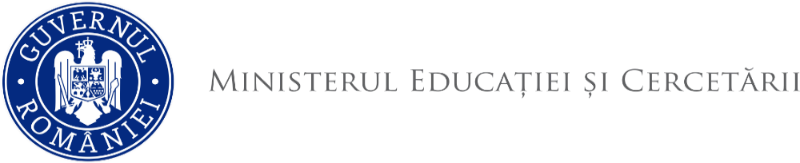 GUVERNUL
ROMÂNIEI
MINISTERUL EDUCAȚIEI ȘI CERCETĂRII